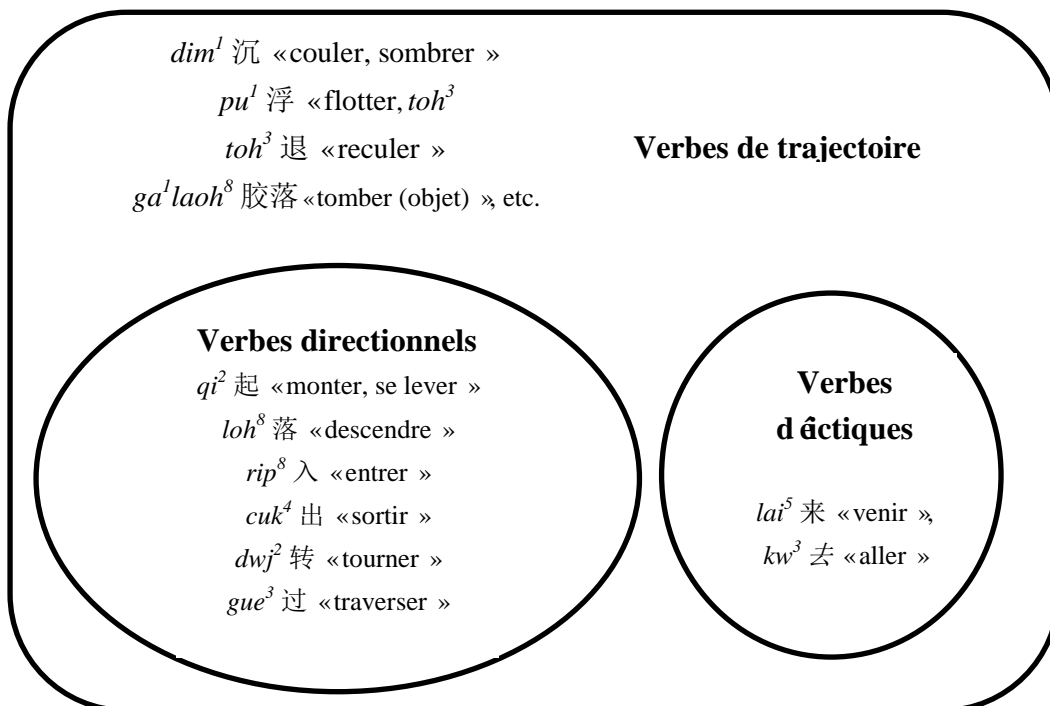 dim¹ 沉 «couler, sombrer »
pu¹ 浮 «flotter, toh³
toh³ 退 «reculer »
Verbes de trajectoire
ga¹laoh⁸ 胶落 «tomber (objet) », etc.
Verbes directionnels
qi² 起 «monter, se lever »
loh⁸ 落 «descendre »
rip⁸ 入 «entrer »
cuk⁴ 出 «sortir »
dwj² 转 «tourner »
gue³ 过 «traverser »
Verbes
déictiques
lai⁵ 来 «venir »,
kw³ 去 «aller »